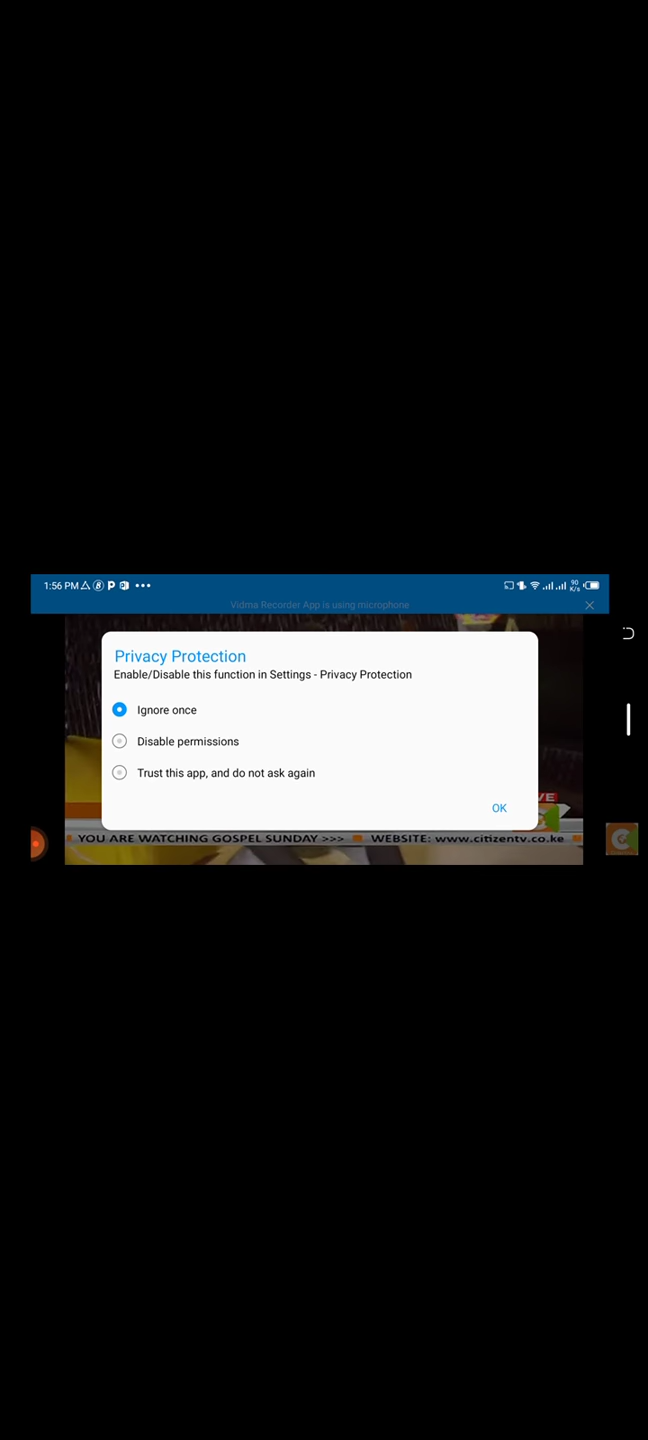 1:56 PM
90
K/s
Vidma Recorder App is using microphone
Privacy Protection
Enable/Disable this function in Settings - Privacy Protection
Ignore once
Disable permissions
Trust this app, and do not ask again
OK
VE
YOU ARE WATCHING GOSPEL SUNDAY >>> WEBSITE: www.citizentv.co.ke